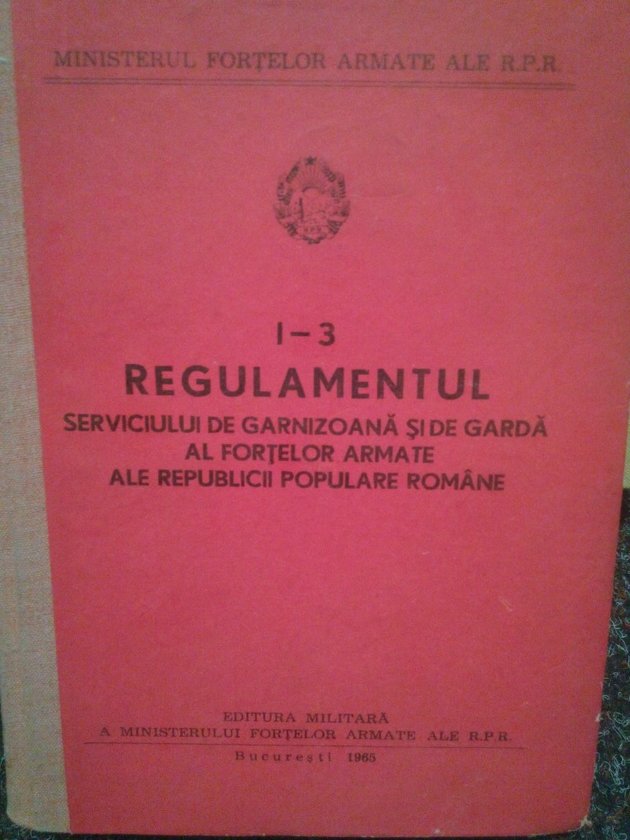 MINISTERUL FORȚELOR ARMATE ALE R.P.R.
I-3
REGULAMENTUL
SERVICIULUI DE GARNIZOANĂ ȘI DE GARDĂ
AL FORȚELOR ARMATE
ALE REPUBLICII POPULARE ROMÂNE
EDITURA MILITARĂ
A MINISTERULUI FORȚELOR ARMATE ALE R.P.R.
București 1965